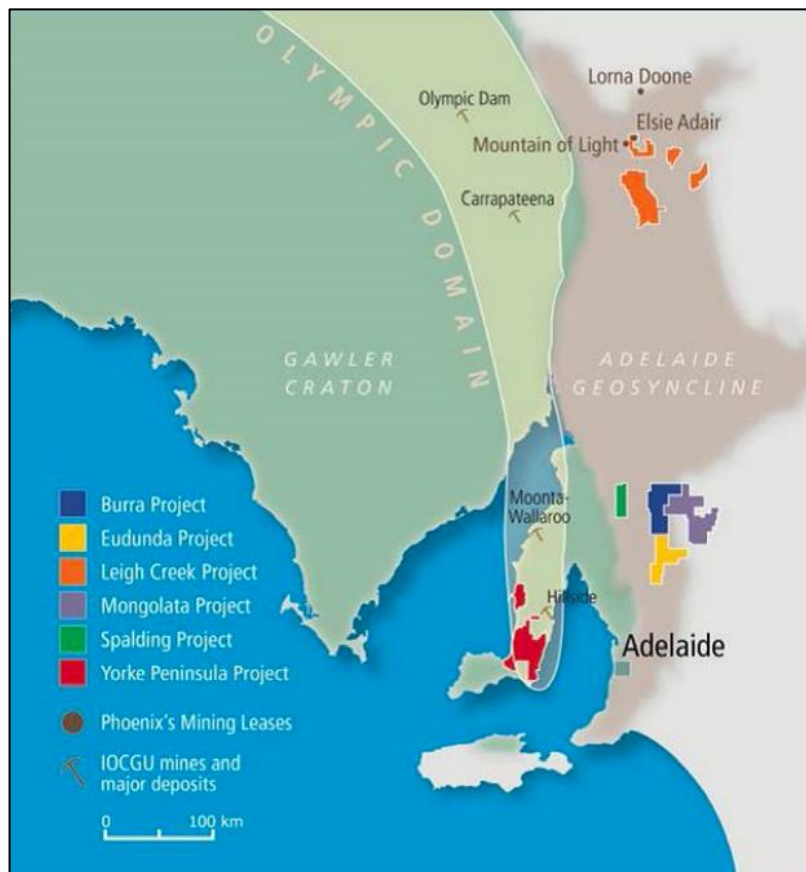 OLYMPIC DOMAIN
Lorna Doone
Olympic Dam
Elsie Adair
Mountain of Light
Carrapateena
GAWLER
CRATON
ADELAIDE
GEOSYNCLINE
Moonta-
Wallaroo
Hillside
Adelaide
Burra Project
Eudunda Project
Leigh Creek Project
Mongolata Project
Spalding Project
Yorke Peninsula Project
Phoenix's Mining Leases
IOCGU mines and
major deposits
0 100 km